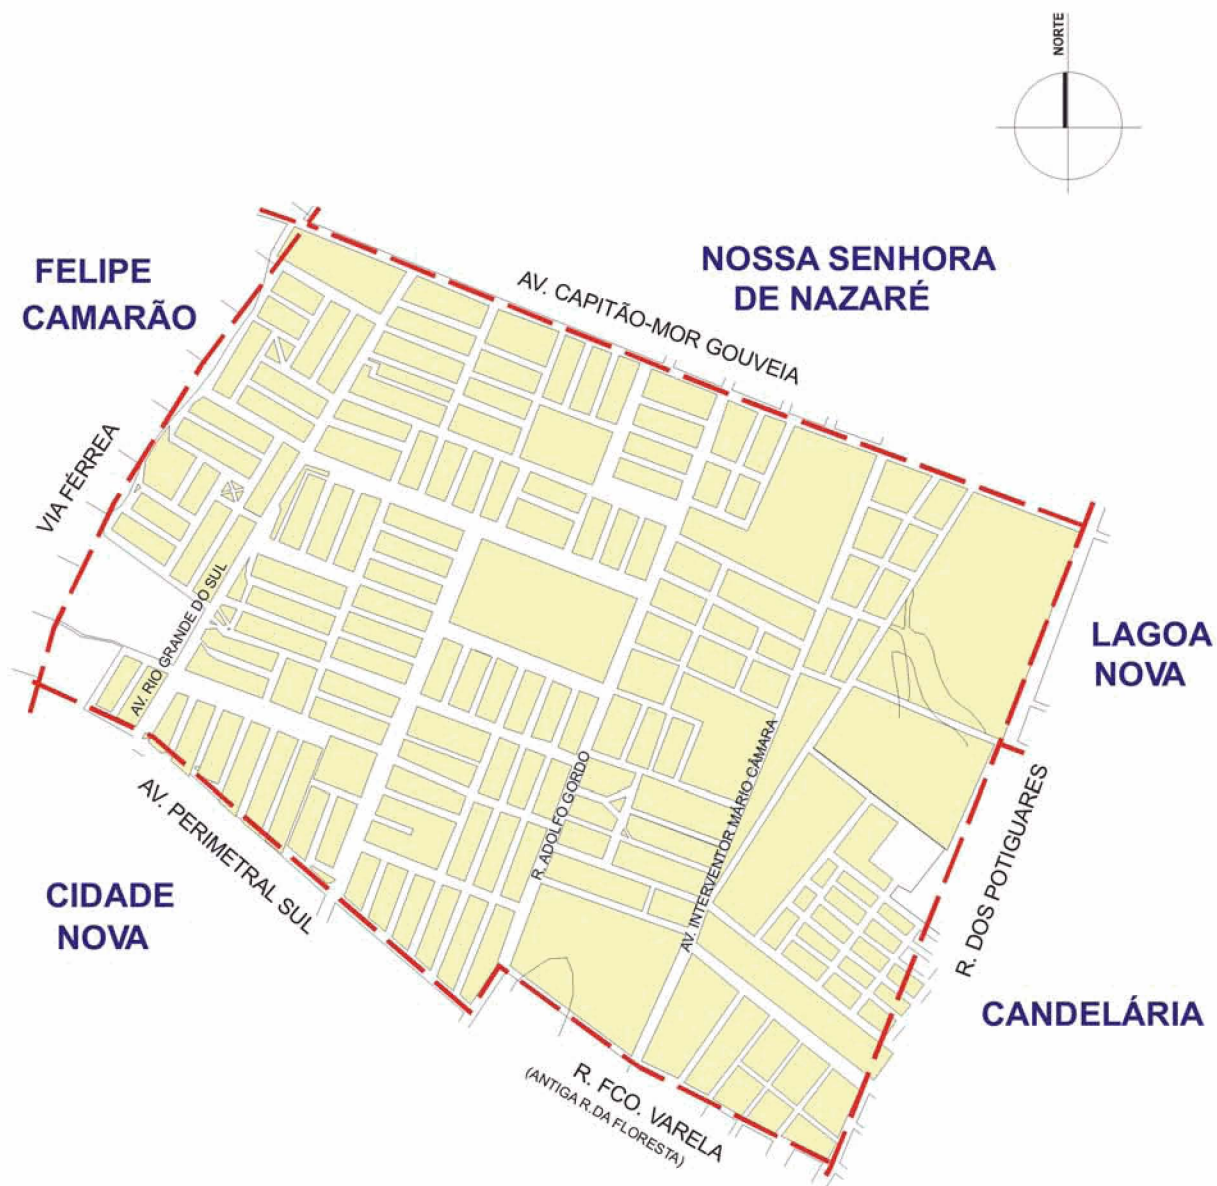 NORTE
FELIPE
CAMARÃO
NOSSA SENHORA
DE NAZARÉ
AV. CAPITÃO-MOR GOUVEIA
VIA FÉRREA
AV. RIO GRANDE DO SUL
LAGOA
NOVA
AV. INTERVENTOR MÁRIO CÂMARA
R. ADOLFO GORDO
AV. PERIMETRAL SUL
R. DOS POTIGUARES
CIDADE
NOVA
CANDELÁRIA
R. FCO. VARELA
(ANTIGA R.DA FLORESTA)